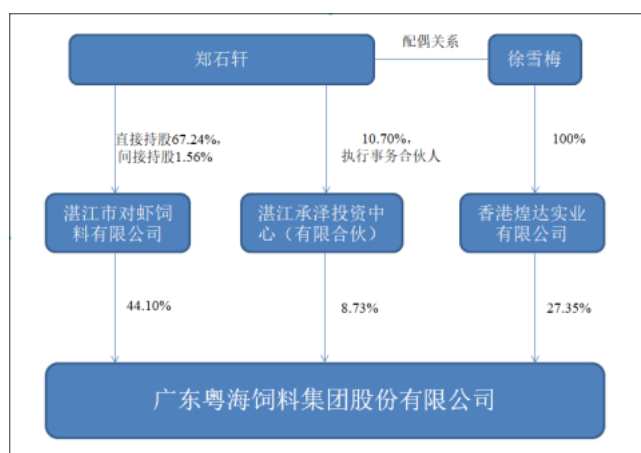 郑石轩
配偶关系
徐雪梅
直接持股67.24%，
间接持股1.56%
10.70%，
执行事务合伙人
100%
湛江市对虾饲
料有限公司
湛江承泽投资中
心（有限合伙）
香港煌达实业
有限公司
44.10%
8.73%
27.35%
广东粤海饲料集团股份有限公司